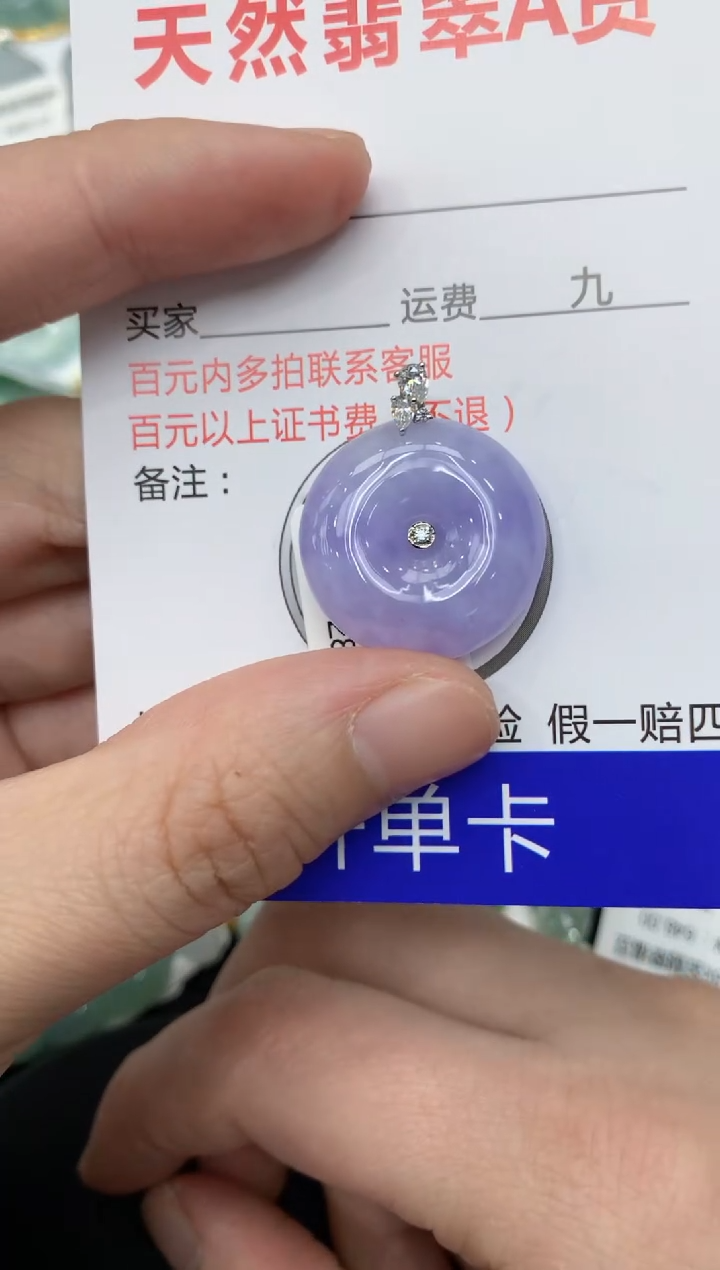 天然翡翠A货
买家 运费 九
百元内多拍联系客服
百元以上证书费 不退）
备注：
验 假一赔四
单卡